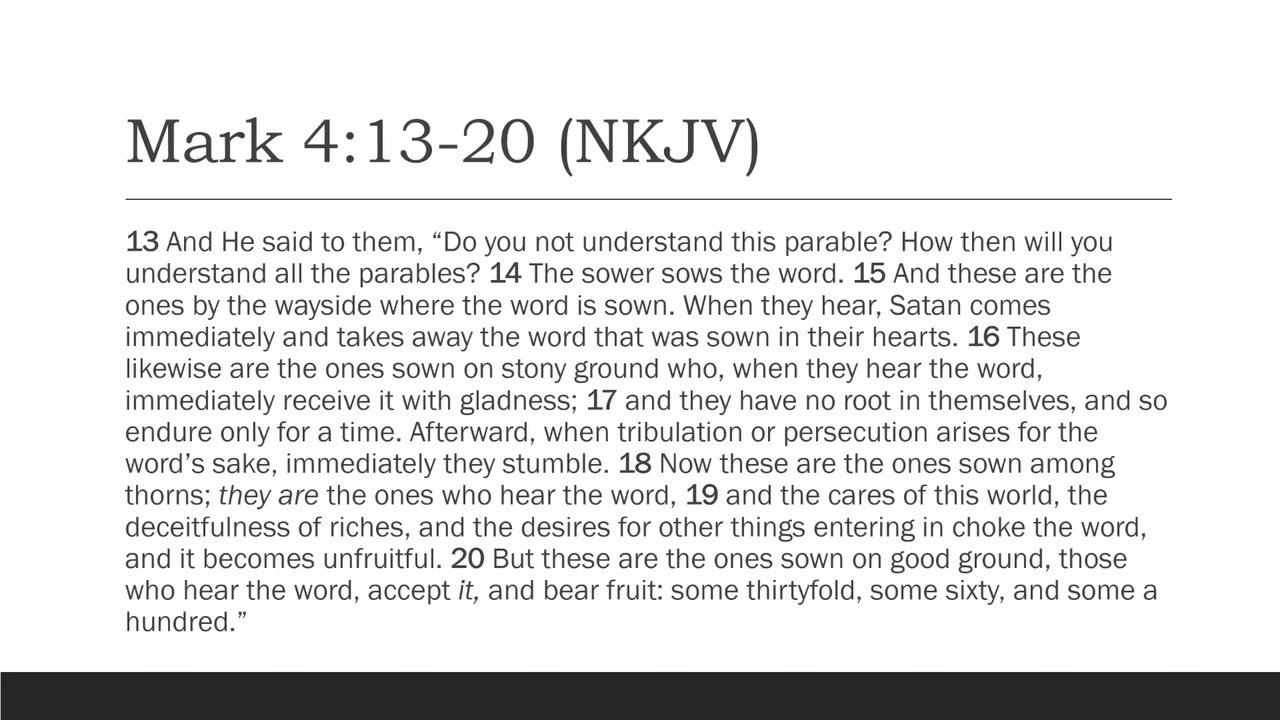 Mark 4:13-20 (NKJV)
13 And He said to them, “Do you not understand this parable? How then will you
understand all the parables? 14 The sower sows the word. 15 And these are the
ones by the wayside where the word is sown. When they hear, Satan comes
immediately and takes away the word that was sown in their hearts. 16 These
likewise are the ones sown on stony ground who, when they hear the word,
immediately receive it with gladness; 17 and they have no root in themselves, and so
endure only for a time. Afterward, when tribulation or persecution arises for the
word’s sake, immediately they stumble. 18 Now these are the ones sown among
thorns; they are the ones who hear the word, 19 and the cares of this world, the
deceitfulness of riches, and the desires for other things entering in choke the word,
and it becomes unfruitful. 20 But these are the ones sown on good ground, those
who hear the word, accept it, and bear fruit: some thirtyfold, some sixty, and some a
hundred.”